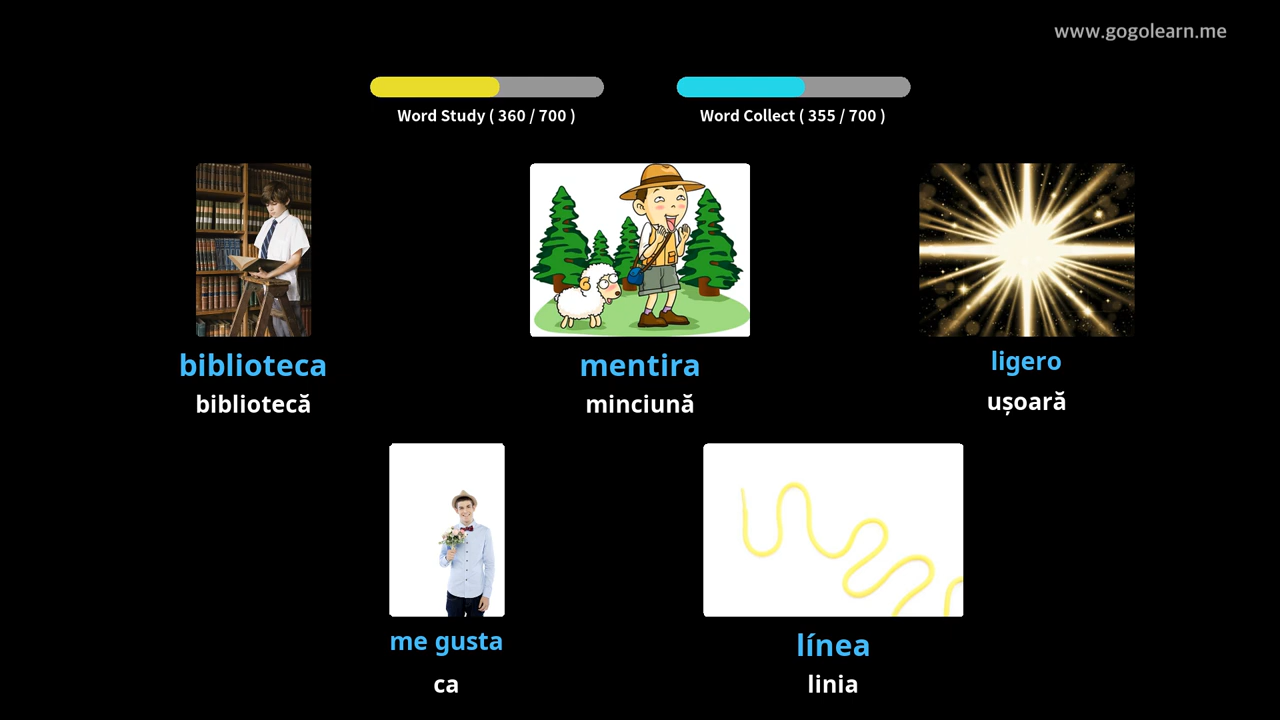 www.gogolearn.me
Word Study ( 360 / 700 )
Word Collect ( 355 / 700 )
biblioteca
bibliotecă
mentira
minciună
ligero
ușoară
me gusta
ca
línea
linia